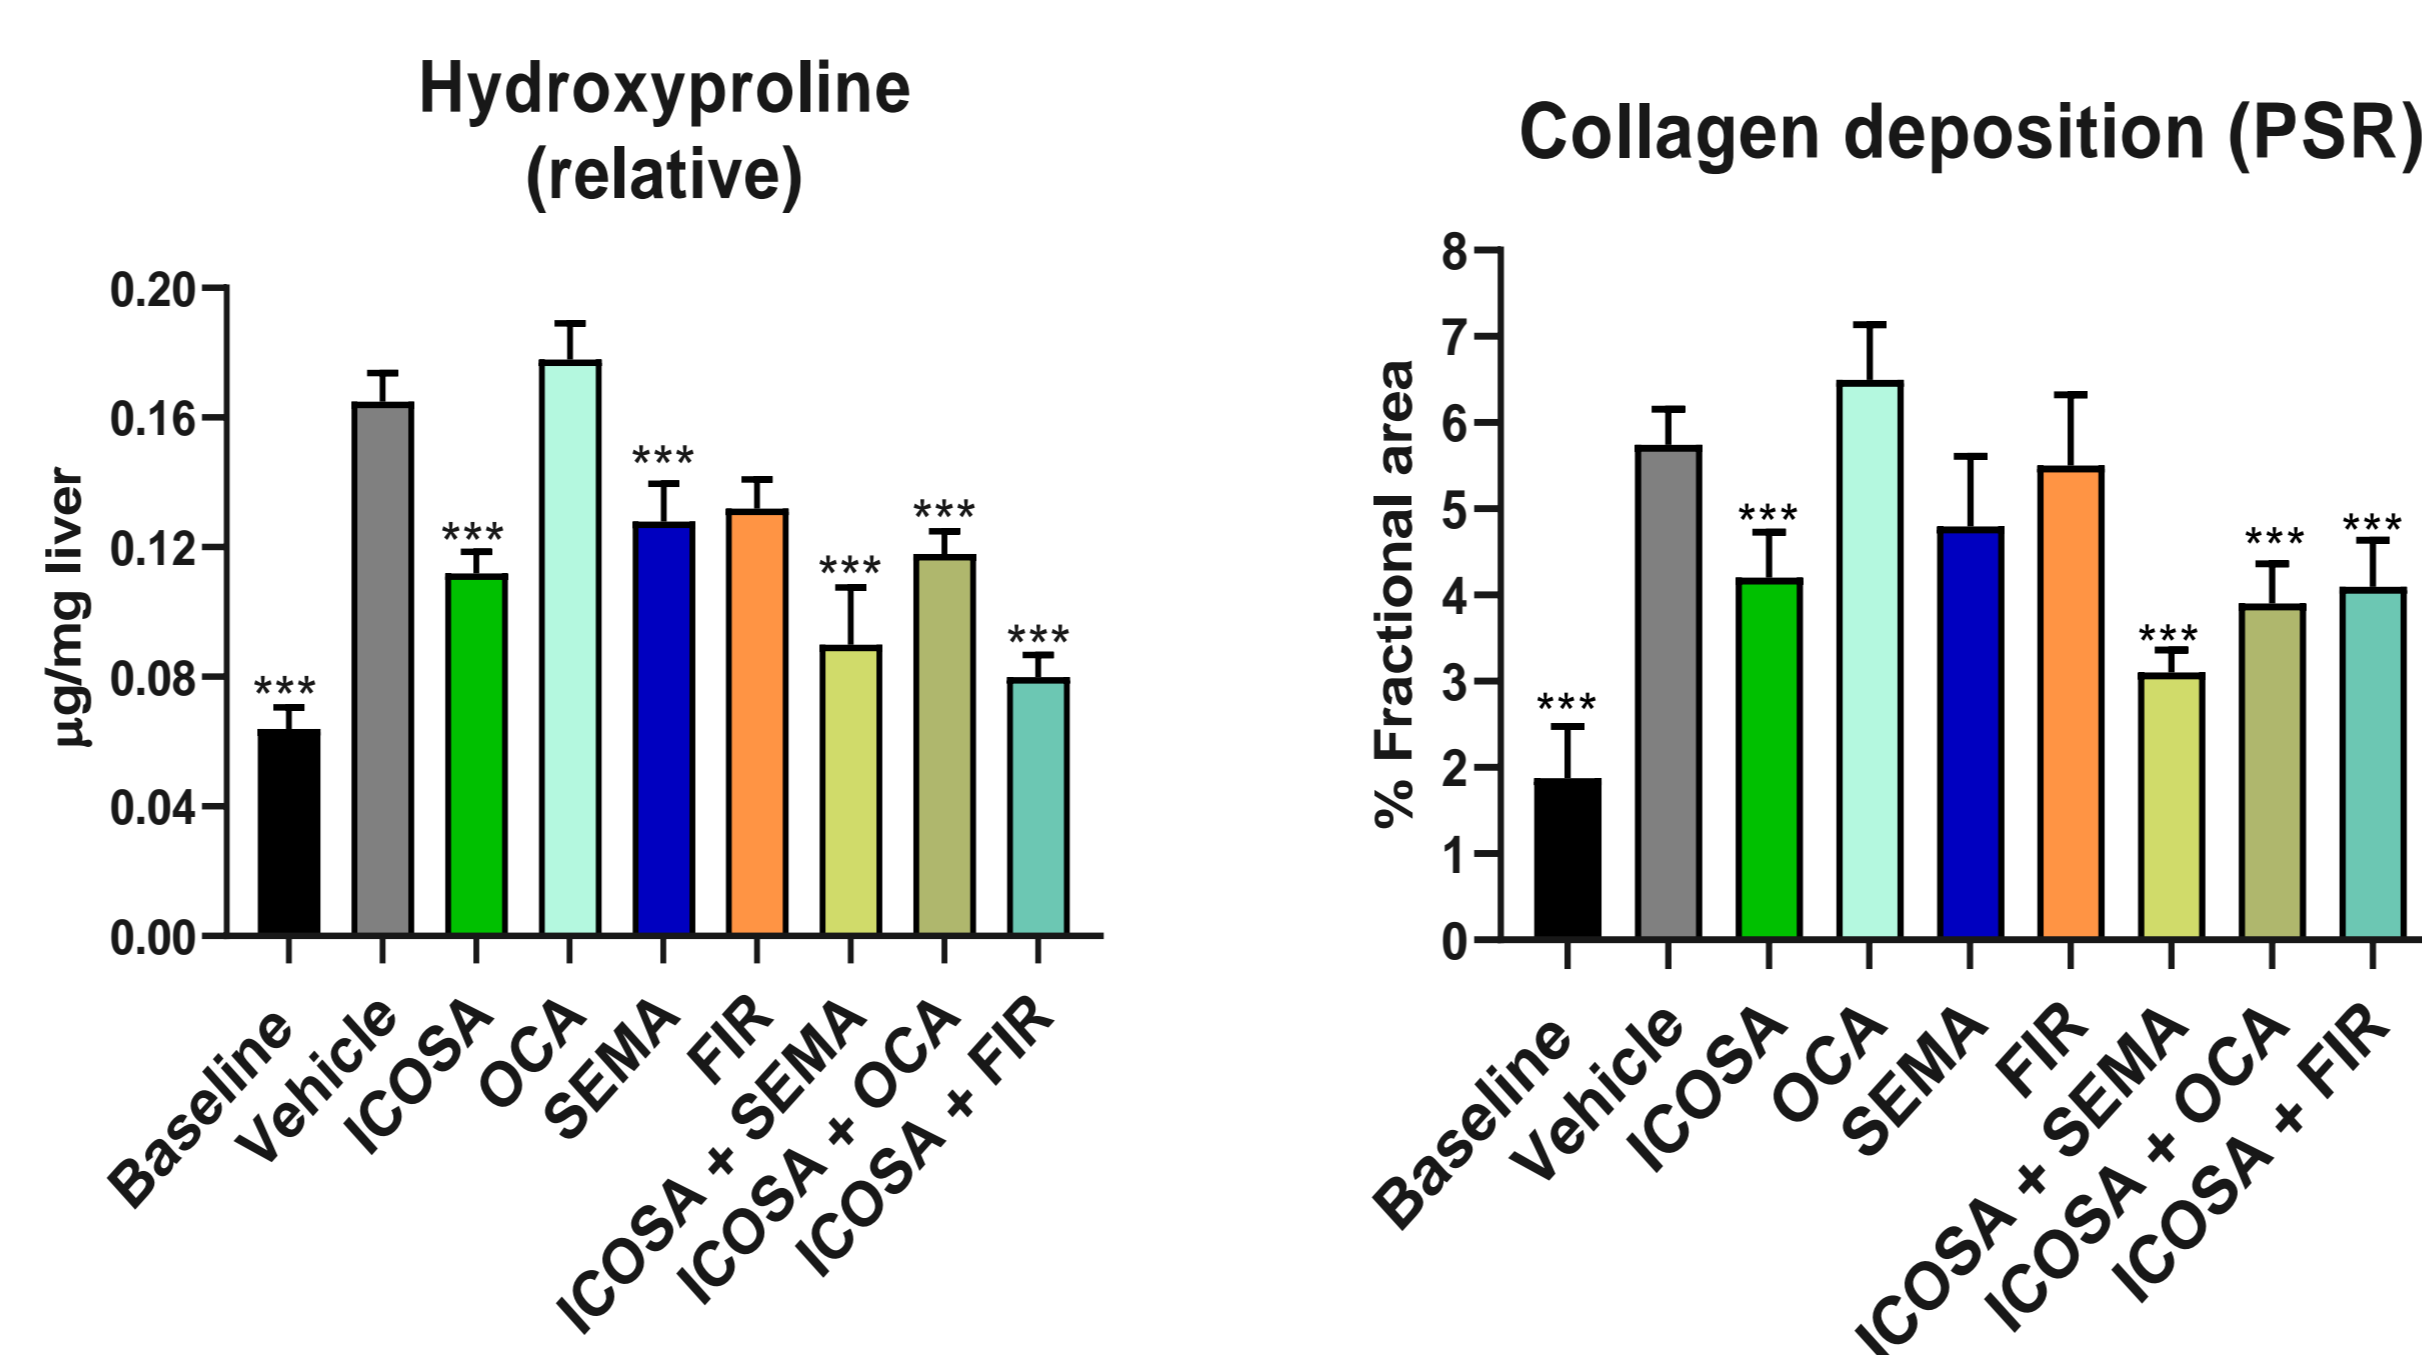 Hydroxyproline
(relative)
µg/mg liver
0.20
0.16
0.12
0.08
0.04
0.00
***
***
***
***
***
***
Baseline
Vehicle
ICOSA
OCA
SEMA
FIR
ICOSA + SEMA
ICOSA + OCA
ICOSA + FIR
Collagen deposition (PSR)
% Fractional area
8
7
6
5
4
3
2
1
0
***
***
***
***
***
Baseline
Vehicle
ICOSA
OCA
SEMA
FIR
ICOSA + SEMA
ICOSA + OCA
ICOSA + FIR